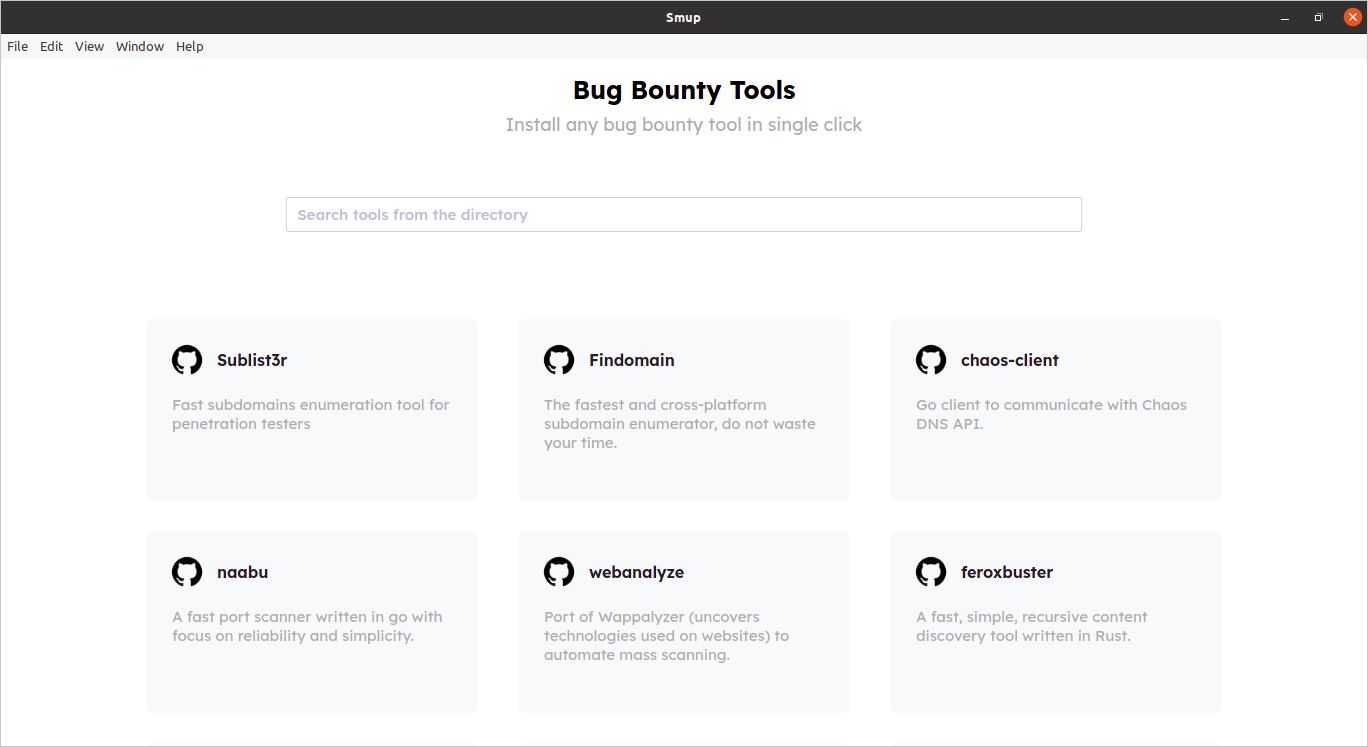 Smup
File Edit View Window Help
Bug Bounty Tools
Install any bug bounty tool in single click
Search tools from the directory
Sublist3r
Fast subdomains enumeration tool for
penetration testers
Findomain
The fastest and cross-platform
subdomain enumerator, do not waste
your time.
chaos-client
Go client to communicate with Chaos
DNS API.
naabu
A fast port scanner written in go with
focus on reliability and simplicity.
webanalyze
Port of Wappalyzer (uncovers
technologies used on websites) to
automate mass scanning.
feroxbuster
A fast, simple, recursive content
discovery tool written in Rust.